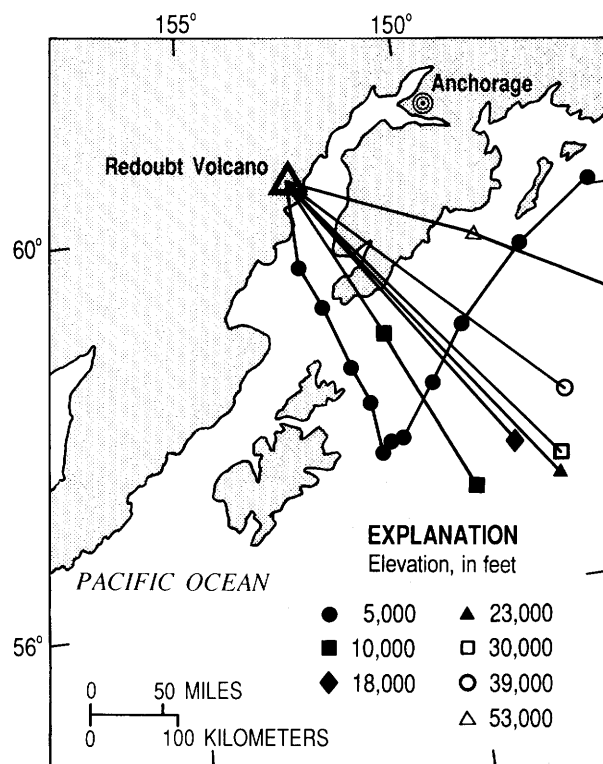 155° 150°
Anchorage
Redoubt Volcano
60°
EXPLANATION
Elevation, in feet
PACIFIC OCEAN
5,000 23,000
10,000 30,000
56°
18,000 39,000
0 50 MILES
53,000
0 100 KILOMETERS